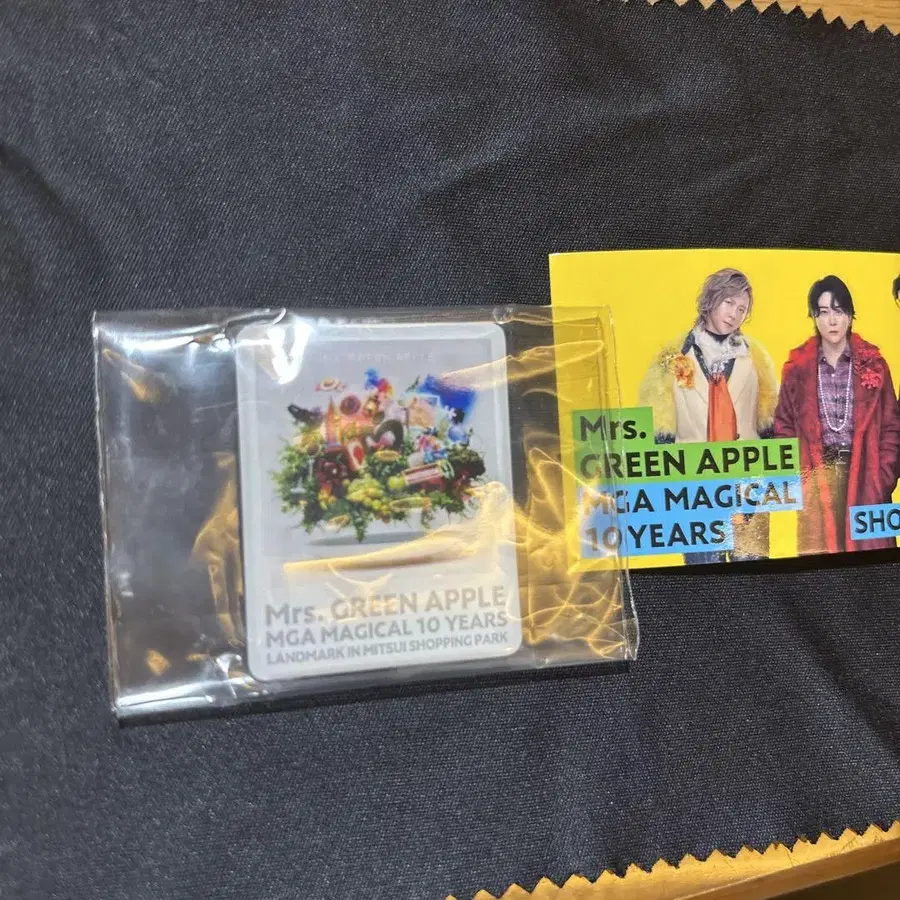 Mrs. GREEN APPLE
MGA MAGICAL 10 YEARS
LANDMARK IN MITSUI SHOPPING PARK
Mrs.
GREEN APPLE
MGA MAGICAL
10 YEARS
SHO